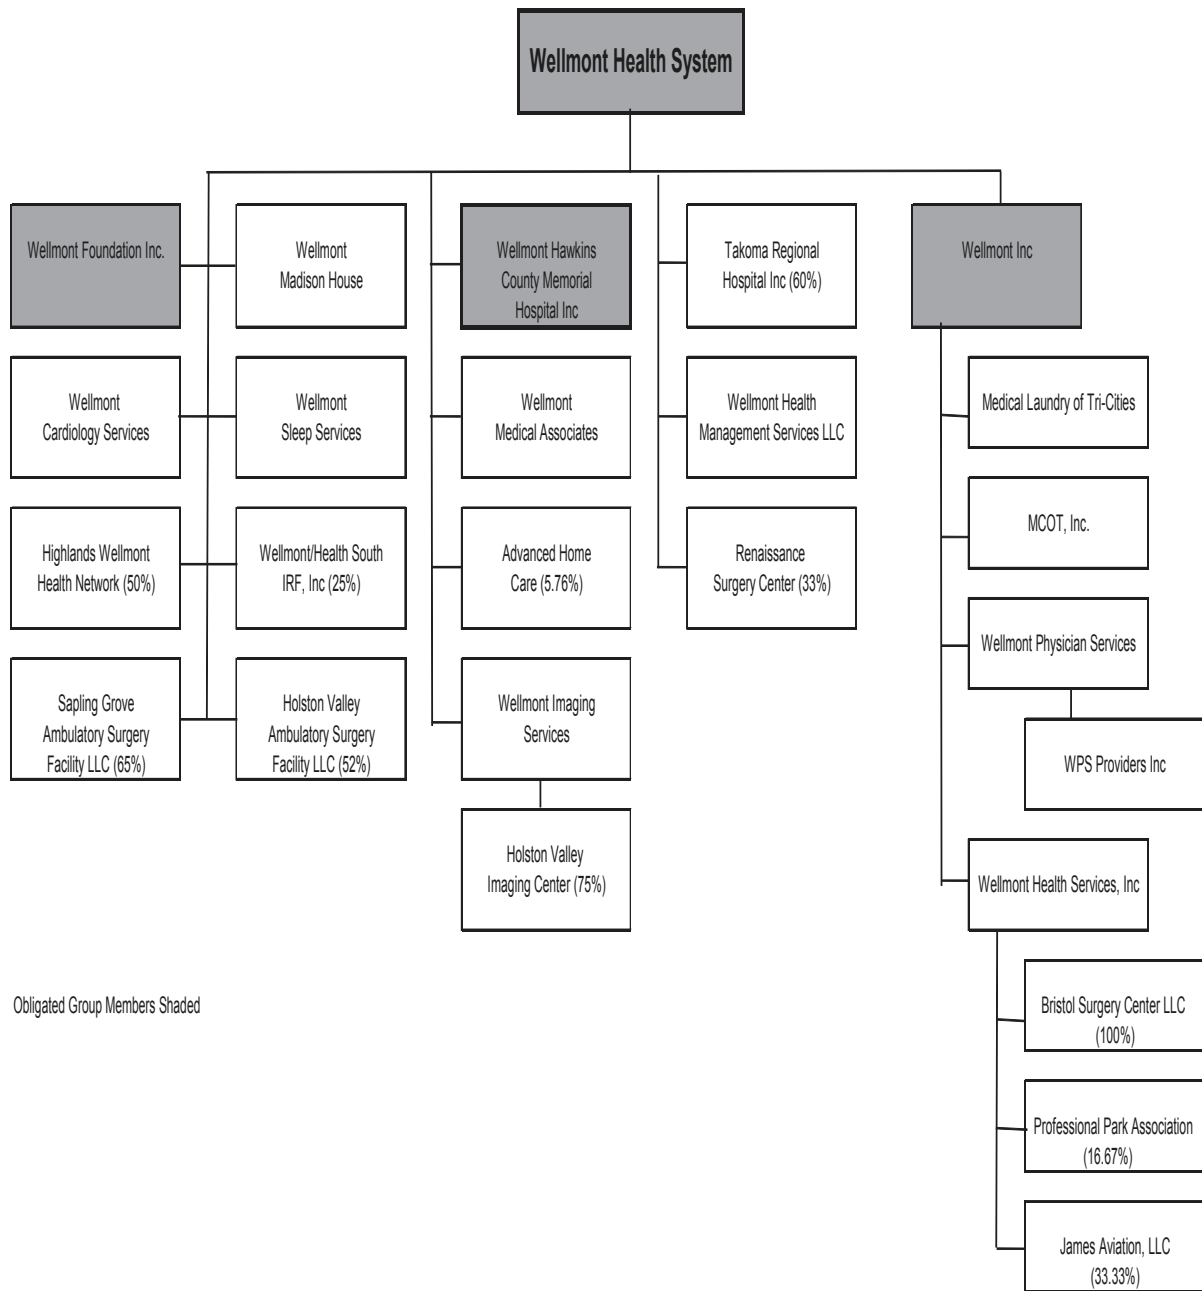 Wellmont Health System
Wellmont Foundation Inc.
Wellmont
Madison House
Wellmont Hawkins
County Memorial
Hospital Inc
Takoma Regional
Hospital Inc (60%)
Wellmont Inc
Wellmont
Cardiology Services
Wellmont
Sleep Services
Wellmont
Medical Associates
Wellmont Health
Management Services LLC
Medical Laundry of Tri-Cities
Highlands Wellmont
Health Network (50%)
Wellmont/Health South
IRF, Inc (25%)
Advanced Home
Care (5.76%)
Renaissance
Surgery Center (33%)
MCOT, Inc.
Wellmont Physician Services
Sapling Grove
Ambulatory Surgery
Facility LLC (65%)
Holston Valley
Ambulatory Surgery
Facility LLC (52%)
Wellmont Imaging
Services
WPS Providers Inc
Holston Valley
Imaging Center (75%)
Wellmont Health Services, Inc
Obligated Group Members Shaded
Bristol Surgery Center LLC
(100%)
Professional Park Association
(16.67%)
James Aviation, LLC
(33.33%)